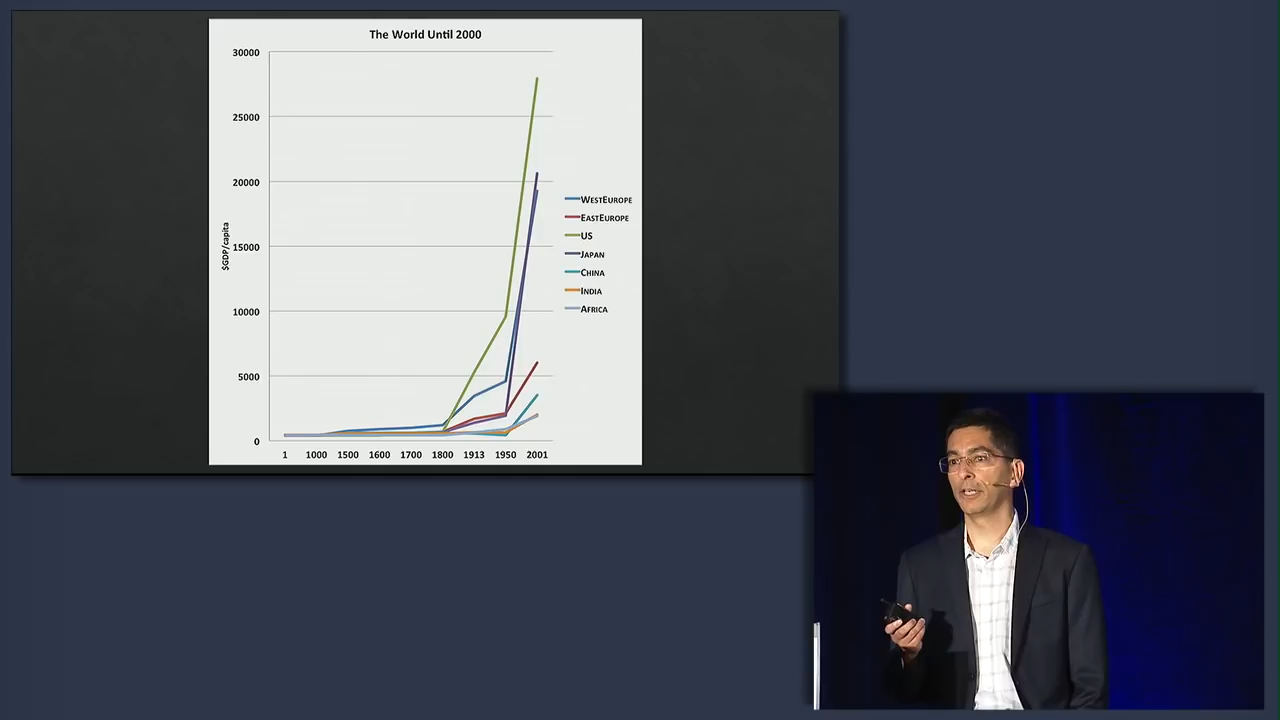 The World Until 2000
30000
25000
20000
15000
10000
5000
0
$GDP/capita
1 1000 1500 1600 1700 1800 1913 1950 2001
WestEurope
EastEurope
US
Japan
China
India
Africa